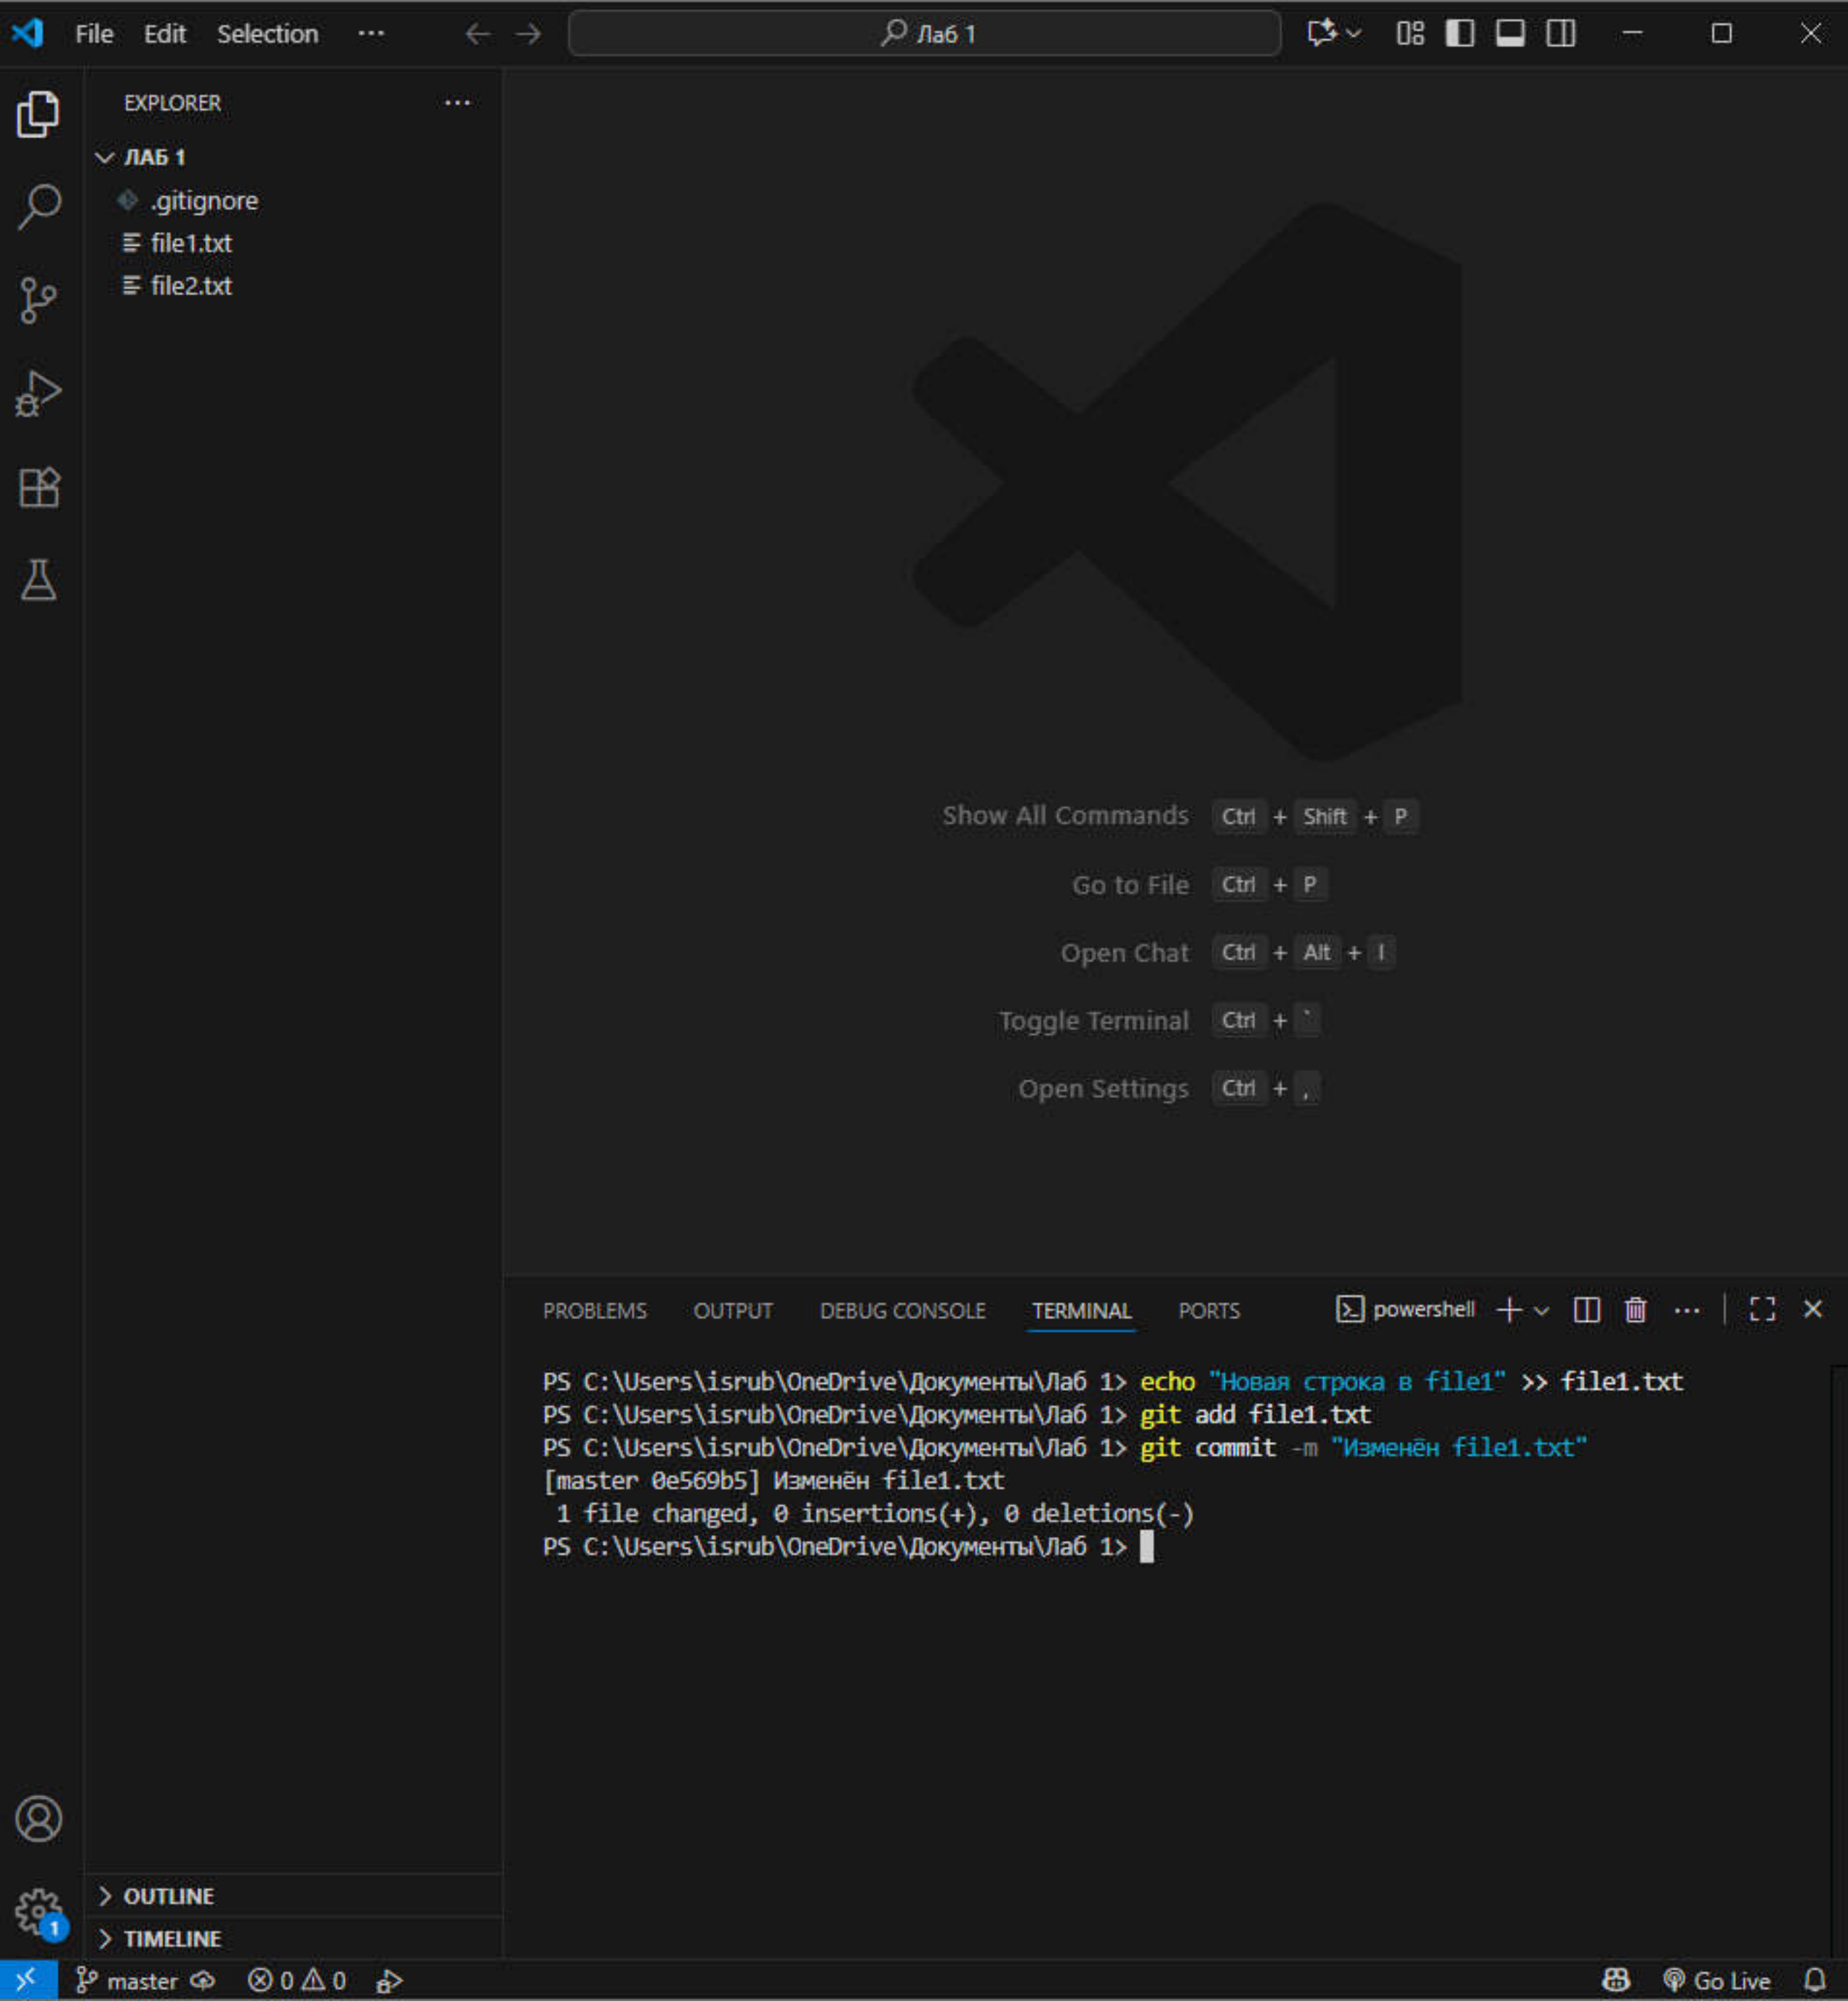 File Edit Selection ··· Лаб 1
EXPLORER ···
ЛАБ 1
.gitignore
file1.txt
file2.txt
Show All Commands Ctrl + Shift + P
Go to File Ctrl + P
Open Chat Ctrl + Alt + I
Toggle Terminal Ctrl + `
Open Settings Ctrl + ,
PROBLEMS OUTPUT DEBUG CONSOLE TERMINAL PORTS powershell ···
PS C:\Users\isrub\OneDrive\Документы\Лаб 1> echo "Новая строка в file1" >> file1.txt
PS C:\Users\isrub\OneDrive\Документы\Лаб 1> git add file1.txt
PS C:\Users\isrub\OneDrive\Документы\Лаб 1> git commit -m "Изменён file1.txt"
[master 0e569b5] Изменён file1.txt
1 file changed, 0 insertions(+), 0 deletions(-)
PS C:\Users\isrub\OneDrive\Документы\Лаб 1>
OUTLINE
1
TIMELINE
master 0 0 Go Live